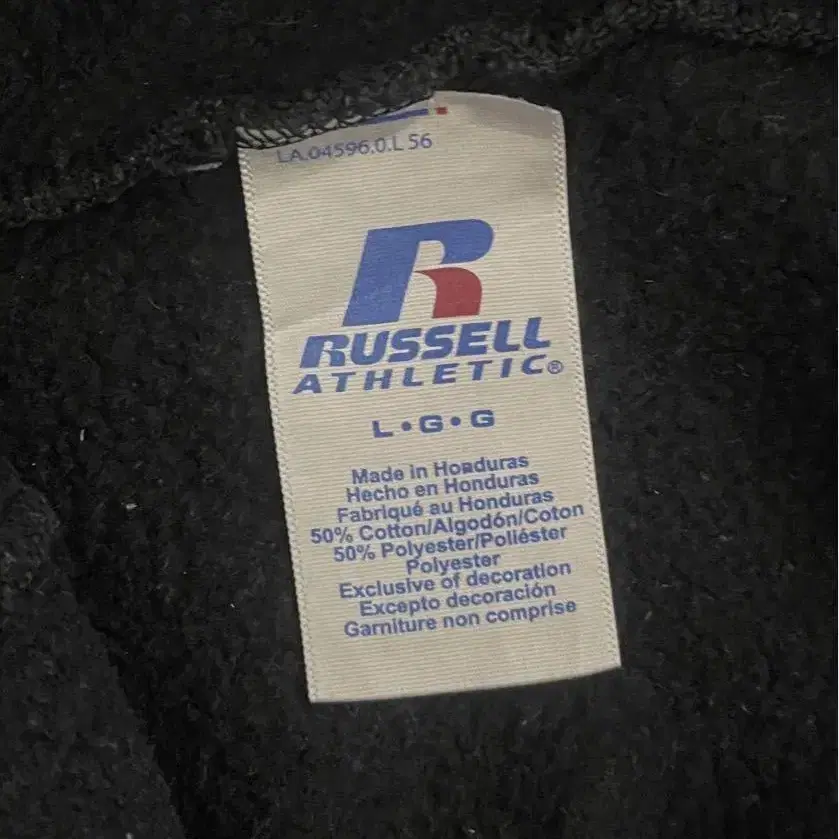 LA.04596.0.L 56
RUSSELL
ATHLETIC®
L•G•G
Made in Honduras
Hecho en Honduras
Fabriqué au Honduras
50% Cotton/Algodón/Coton
50% Polyester/Poliéster
Polyester
Exclusive of decoration
Excepto decoración
Garniture non comprise